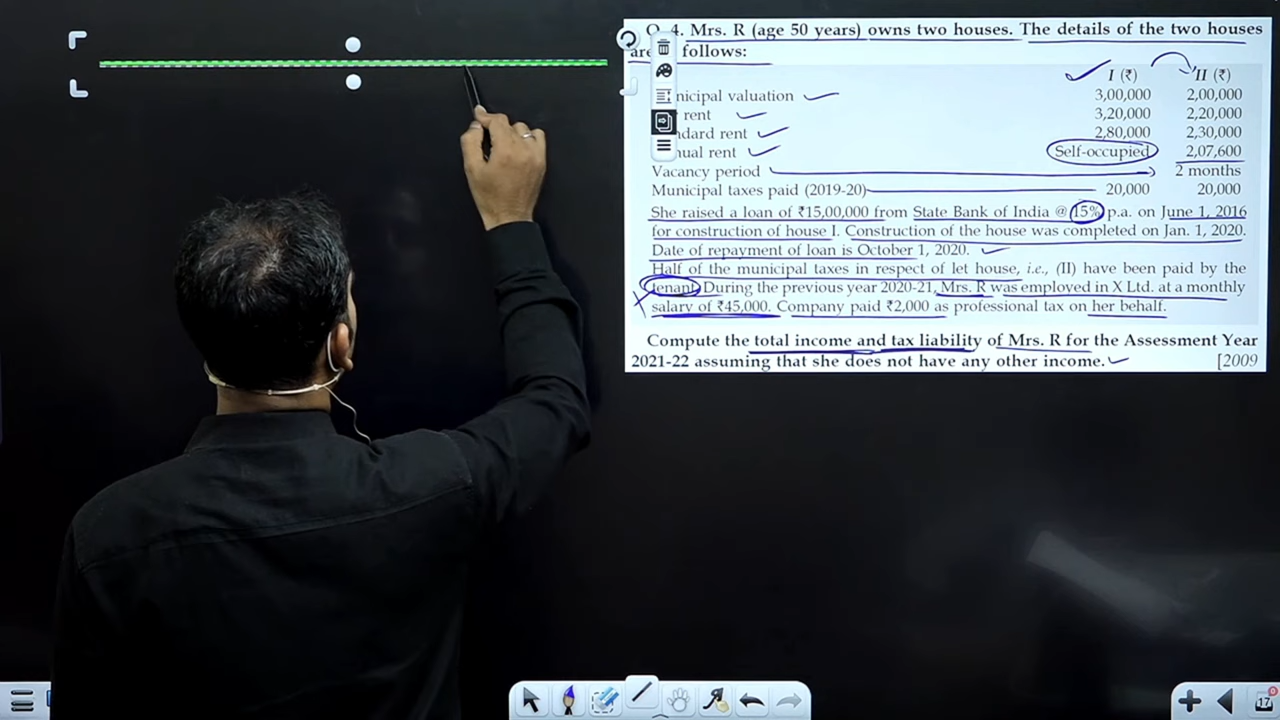 Q. 4. Mrs. R (age 50 years) owns two houses. The details of the two houses
are follows:
I (₹) II (₹)
nicipal valuation 3,00,000 2,00,000
rent 3,20,000 2,20,000
ndard rent 2,80,000 2,30,000
nual rent Self-occupied 2,07,600
Vacancy period 2 months
Municipal taxes paid (2019-20) 20,000 20,000
She raised a loan of ₹15,00,000 from State Bank of India @ 15% p.a. on June 1, 2016
for construction of house I. Construction of the house was completed on Jan. 1, 2020.
Date of repayment of loan is October 1, 2020.
Half of the municipal taxes in respect of let house, i.e., (II) have been paid by the
tenant. During the previous year 2020-21, Mrs. R was employed in X Ltd. at a monthly
salary of ₹45,000. Company paid ₹2,000 as professional tax on her behalf.
Compute the total income and tax liability of Mrs. R for the Assessment Year
2021-22 assuming that she does not have any other income. [2009
17